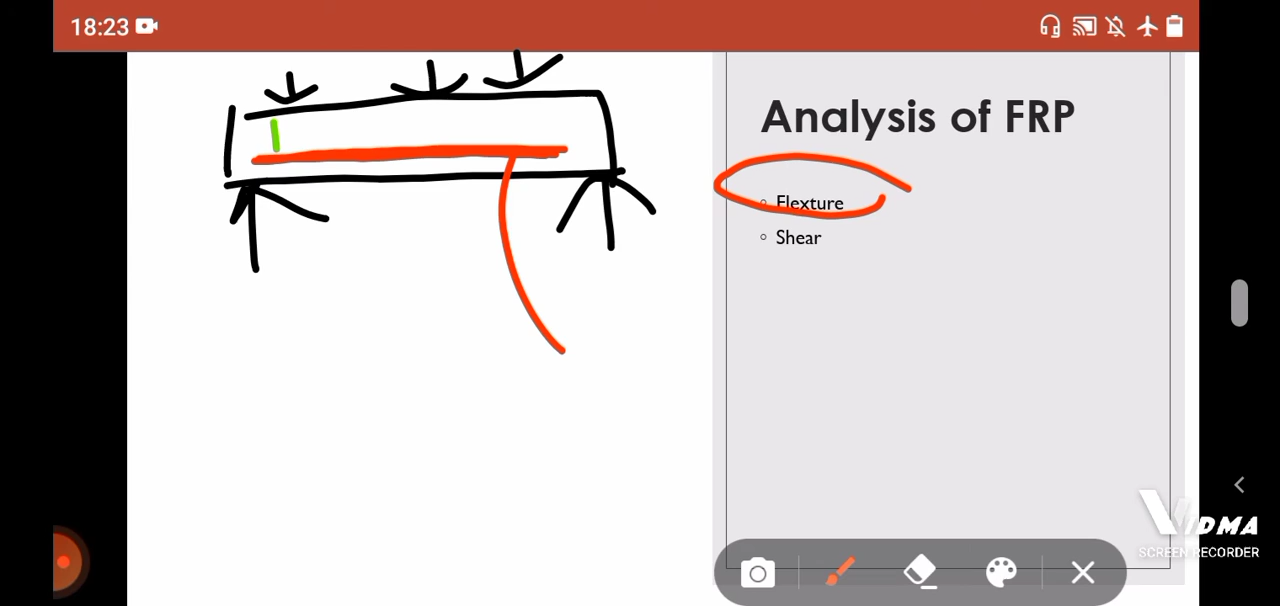 18:23
Analysis of FRP
Flexture
Shear
VIDMA
SCREEN RECORDER